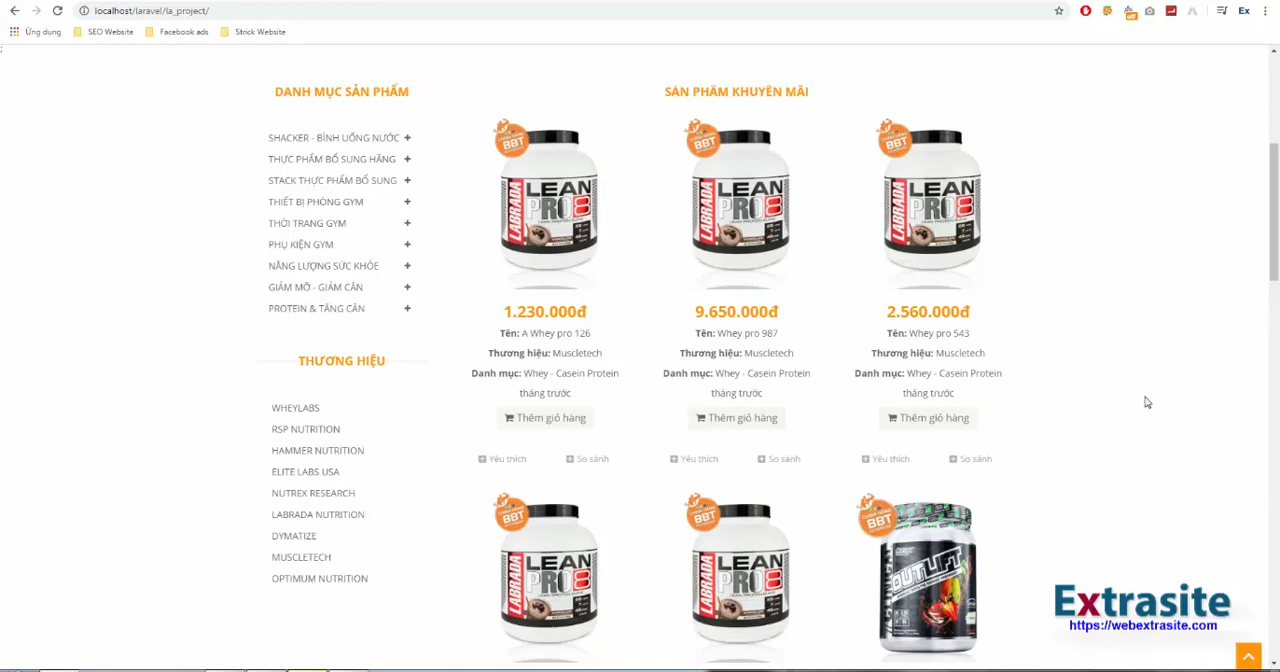 localhost/laravel/la_project/
Ex
Ứng dụng
SEO Website
Facebook ads
Strick Website
off
;
DANH MỤC SẢN PHẨM
SHACKER - BÌNH UỐNG NƯỚC +
THỰC PHẨM BỔ SUNG HÃNG +
STACK THỰC PHẨM BỔ SUNG +
THIẾT BỊ PHÒNG GYM +
THỜI TRANG GYM +
PHỤ KIỆN GYM +
NĂNG LƯỢNG SỨC KHỎE +
GIẢM MỠ - GIẢM CÂN +
PROTEIN & TĂNG CÂN +
THƯƠNG HIỆU
WHEYLABS
RSP NUTRITION
HAMMER NUTRITION
ELITE LABS USA
NUTREX RESEARCH
LABRADA NUTRITION
DYMATIZE
MUSCLETECH
OPTIMUM NUTRITION
SẢN PHẨM KHUYẾN MÃI
BBT
LABRADA
LEAN
PRO8
1.230.000đ
Tên: A Whey pro 126
Thương hiệu: Muscletech
Danh mục: Whey - Casein Protein
tháng trước
Thêm giỏ hàng
Yêu thích
So sánh
BBT
LABRADA
LEAN
PRO8
9.650.000đ
Tên: Whey pro 987
Thương hiệu: Muscletech
Danh mục: Whey - Casein Protein
tháng trước
Thêm giỏ hàng
Yêu thích
So sánh
BBT
LABRADA
LEAN
PRO8
2.560.000đ
Tên: Whey pro 543
Thương hiệu: Muscletech
Danh mục: Whey - Casein Protein
tháng trước
Thêm giỏ hàng
Yêu thích
So sánh
BBT
LABRADA
LEAN
PRO8
BBT
LABRADA
LEAN
PRO8
BBT
OUTLIFT
Extrasite
https://webextrasite.com